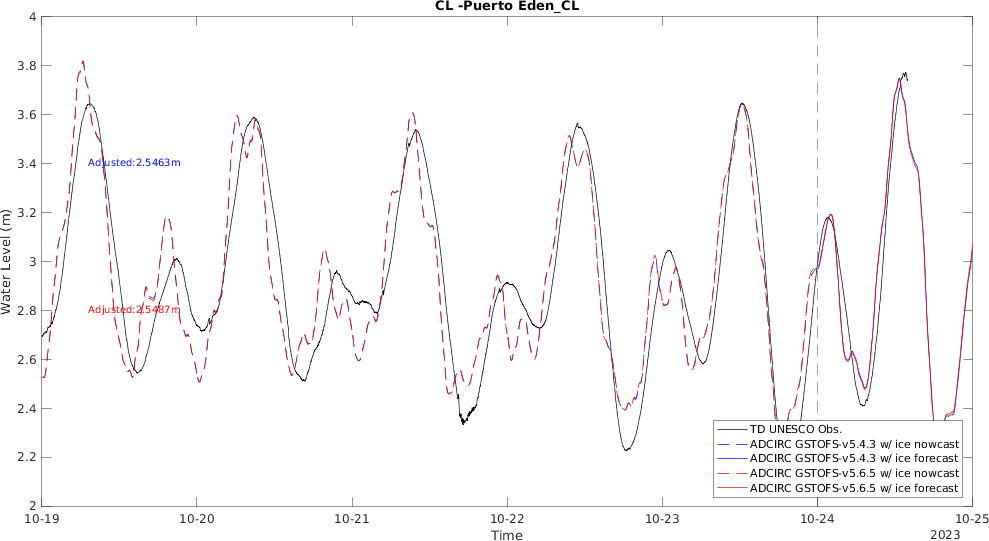 CL -Puerto Eden_CL
4
3.8
3.6
3.4
3.2
3
2.8
2.6
2.4
2.2
2
Water Level (m)
Adjusted:2.5463m
Adjusted:2.5487m
TD UNESCO Obs.
ADCIRC GSTOFS-v5.4.3 w/ ice nowcast
ADCIRC GSTOFS-v5.4.3 w/ ice forecast
ADCIRC GSTOFS-v5.6.5 w/ ice nowcast
ADCIRC GSTOFS-v5.6.5 w/ ice forecast
10-19 10-20 10-21 10-22 10-23 10-24 10-25
Time
2023